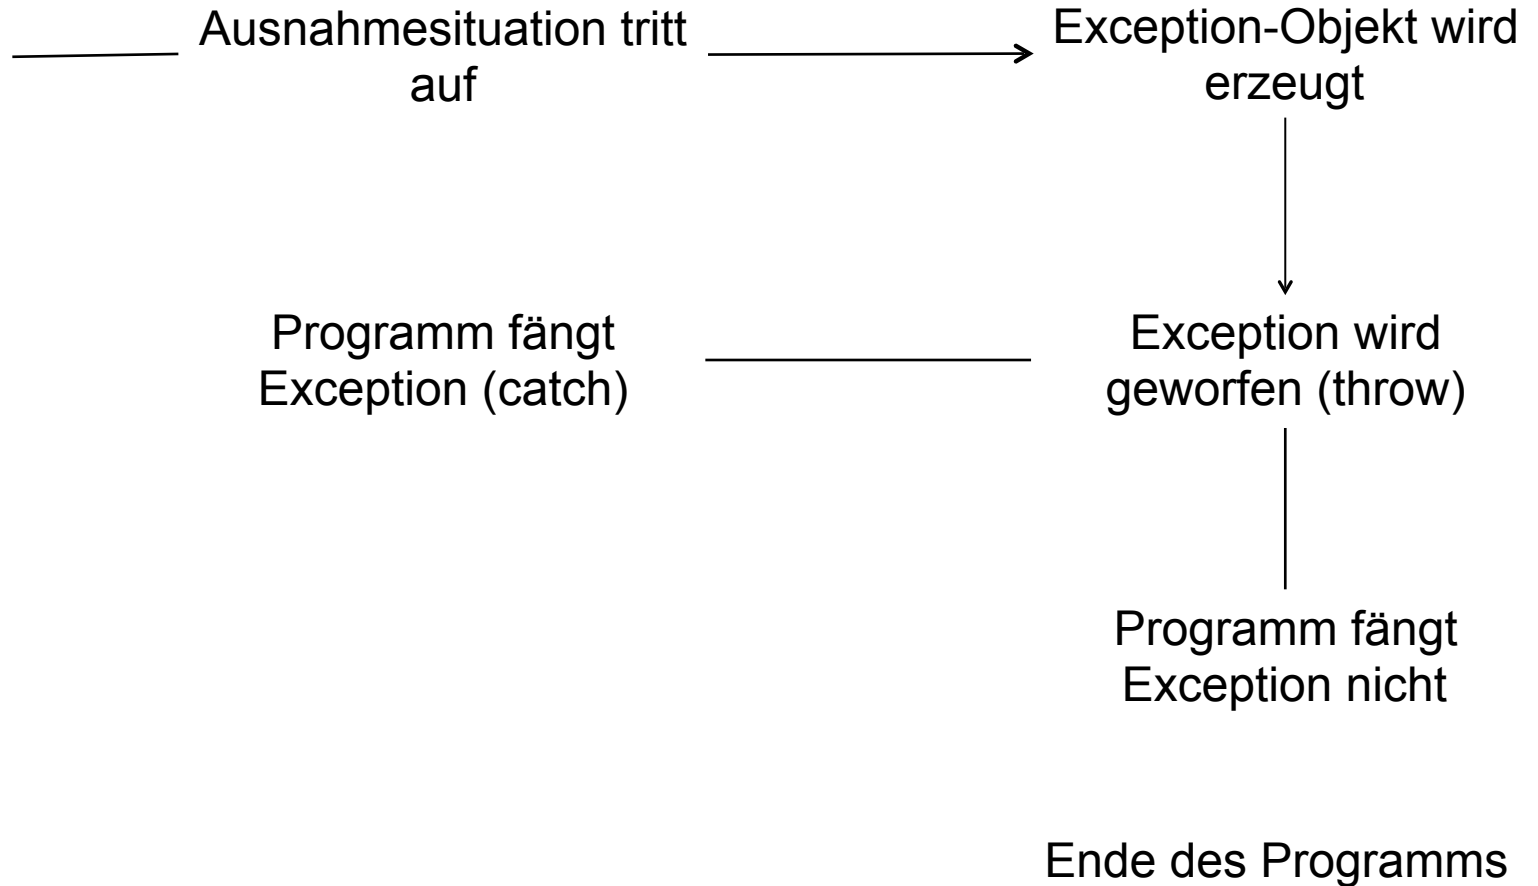 Ausnahmesituation tritt
auf
Exception-Objekt wird
erzeugt
Programm fängt
Exception (catch)
Exception wird
geworfen (throw)
Programm fängt
Exception nicht
Ende des Programms